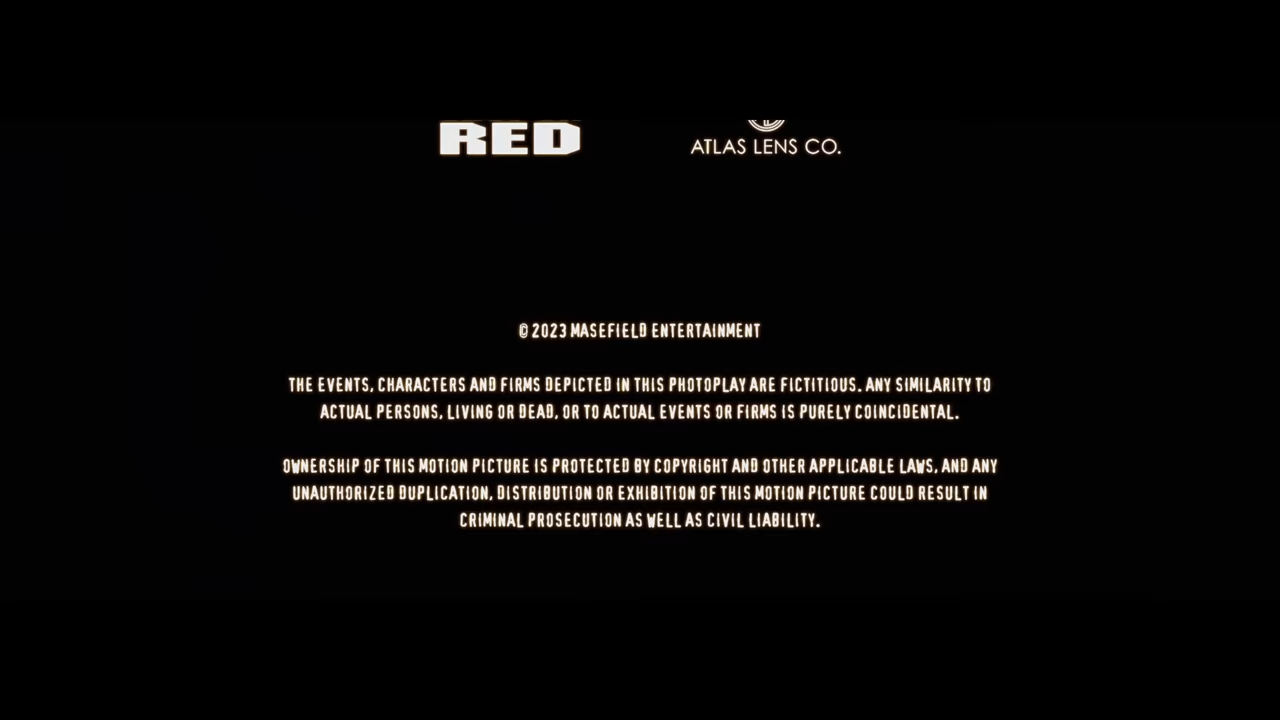 RED
ATLAS LENS CO.
© 2023 MASEFIELD ENTERTAINMENT
THE EVENTS, CHARACTERS AND FIRMS DEPICTED IN THIS PHOTOPLAY ARE FICTITIOUS. ANY SIMILARITY TO
ACTUAL PERSONS, LIVING OR DEAD, OR TO ACTUAL EVENTS OR FIRMS IS PURELY COINCIDENTAL.
OWNERSHIP OF THIS MOTION PICTURE IS PROTECTED BY COPYRIGHT AND OTHER APPLICABLE LAWS, AND ANY
UNAUTHORIZED DUPLICATION, DISTRIBUTION OR EXHIBITION OF THIS MOTION PICTURE COULD RESULT IN
CRIMINAL PROSECUTION AS WELL AS CIVIL LIABILITY.